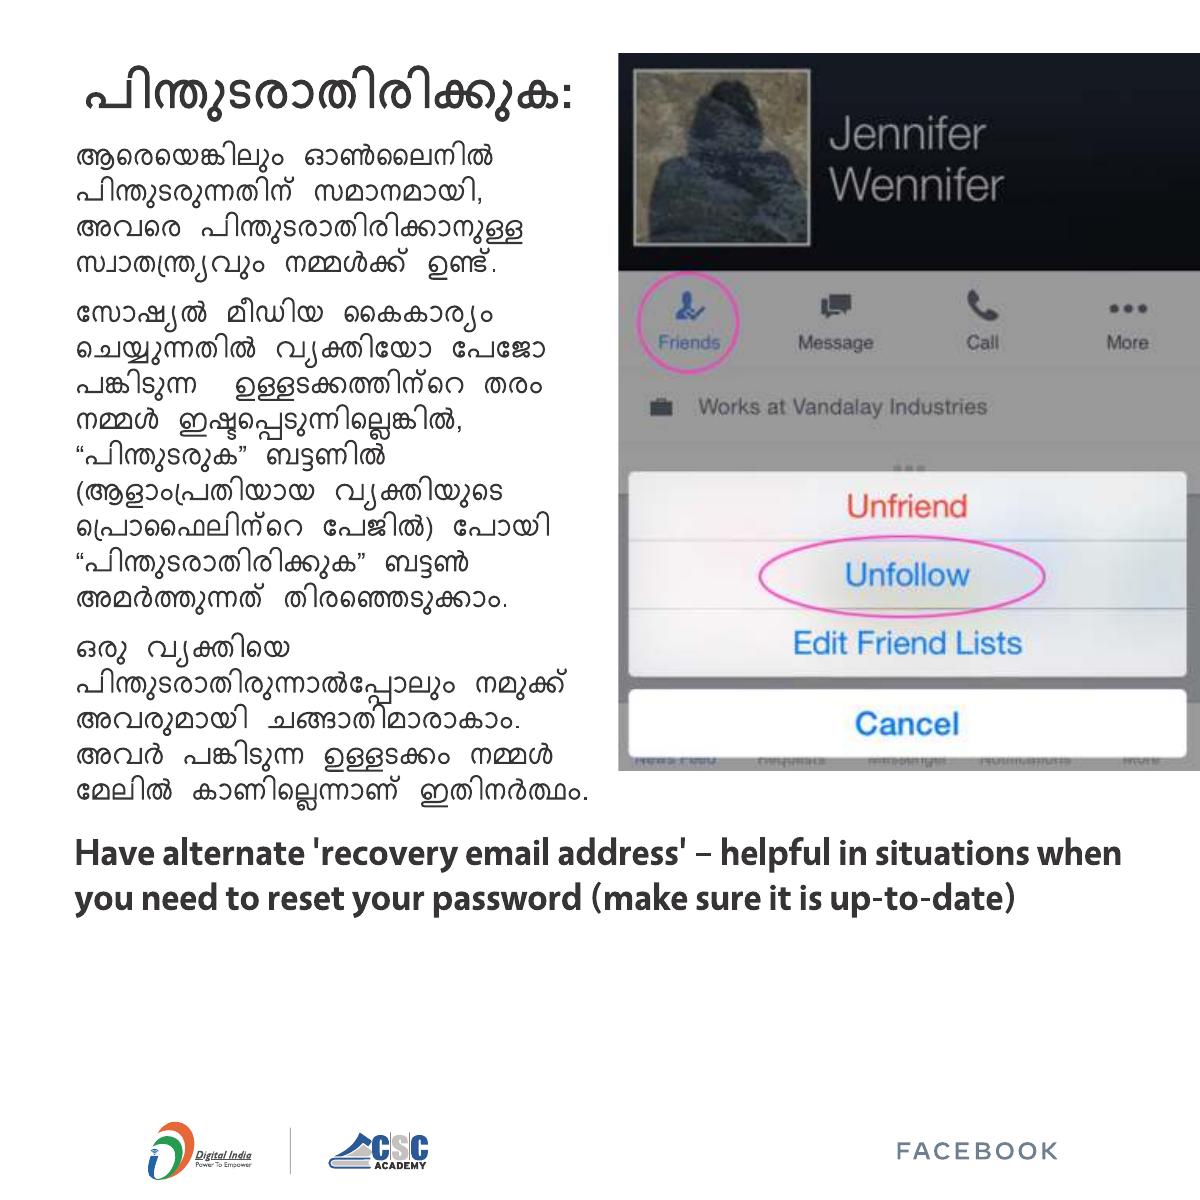 പിന്തുടരാതിരിക്കുക:
ആരെയെങ്കിലും ഓൺലൈനിൽ
പിന്തുടരുന്നതിന് സമാനമായി,
അവരെ പിന്തുടരാതിരിക്കാനുള്ള
സ്വാതന്ത്ര്യവും നമ്മൾക്ക് ഉണ്ട്.
സോഷ്യൽ മീഡിയ കൈകാര്യം
ചെയ്യുന്നതിൽ വ്യക്തിയോ പേജോ
പങ്കിടുന്ന ഉള്ളടക്കത്തിന്റെ തരം
നമ്മൾ ഇഷ്ടപ്പെടുന്നില്ലെങ്കിൽ,
“പിന്തുടരുക” ബട്ടണിൽ
(ആളാംപ്രതിയായ വ്യക്തിയുടെ
പ്രൊഫൈലിന്റെ പേജിൽ) പോയി
“പിന്തുടരാതിരിക്കുക” ബട്ടൺ
അമർത്തുന്നത് തിരഞ്ഞെടുക്കാം.
ഒരു വ്യക്തിയെ
പിന്തുടരാതിരുന്നാൽപ്പോലും നമുക്ക്
അവരുമായി ചങ്ങാതിമാരാകാം.
അവർ പങ്കിടുന്ന ഉള്ളടക്കം നമ്മൾ
മേലിൽ കാണില്ലെന്നാണ് ഇതിനർത്ഥം.
Jennifer
Wennifer
Friends Message Call More
Works at Vandalay Industries
Unfriend
Unfollow
Edit Friend Lists
Cancel
News Feed Requests Messenger Notifications More
Have alternate 'recovery email address' – helpful in situations when
you need to reset your password (make sure it is up-to-date)
Digital India
Power To Empower
CSC
ACADEMY
FACEBOOK